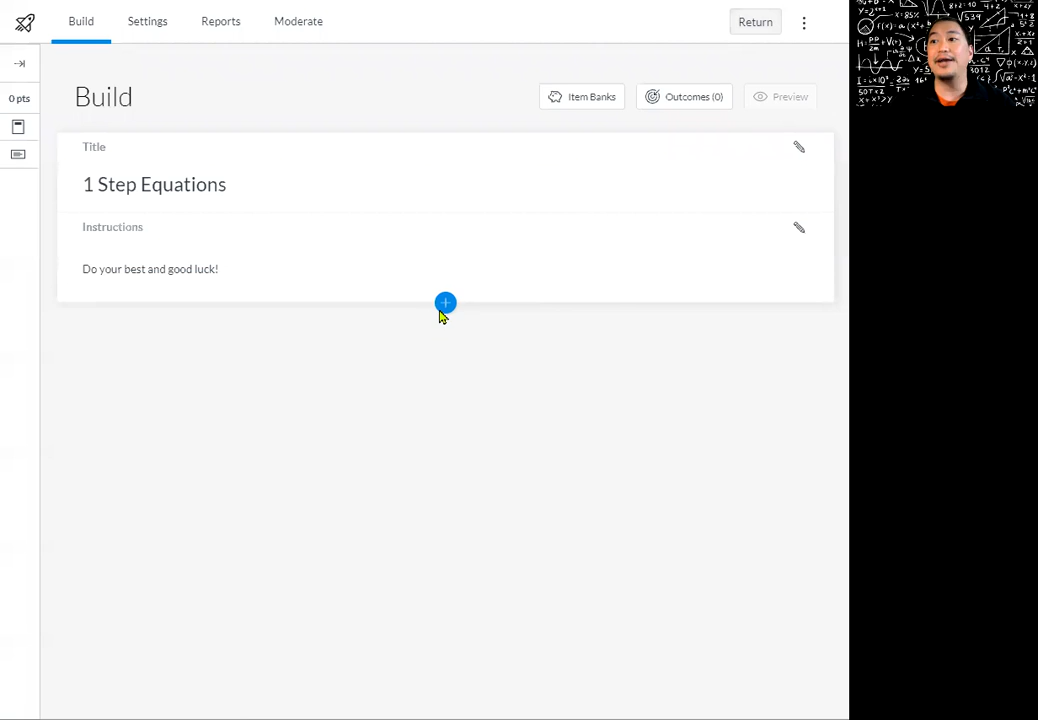 Build Settings Reports Moderate Return
0 pts
Build
Item Banks Outcomes (0) Preview
Title
1 Step Equations
Instructions
Do your best and good luck!